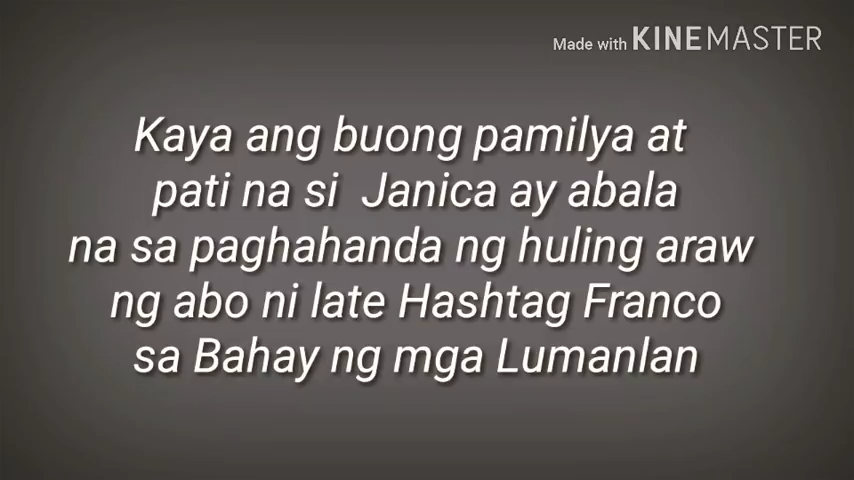 Made with KINEMASTER
Kaya ang buong pamilya at
pati na si Janica ay abala
na sa paghahanda ng huling araw
ng abo ni late Hashtag Franco
sa Bahay ng mga Lumanlan